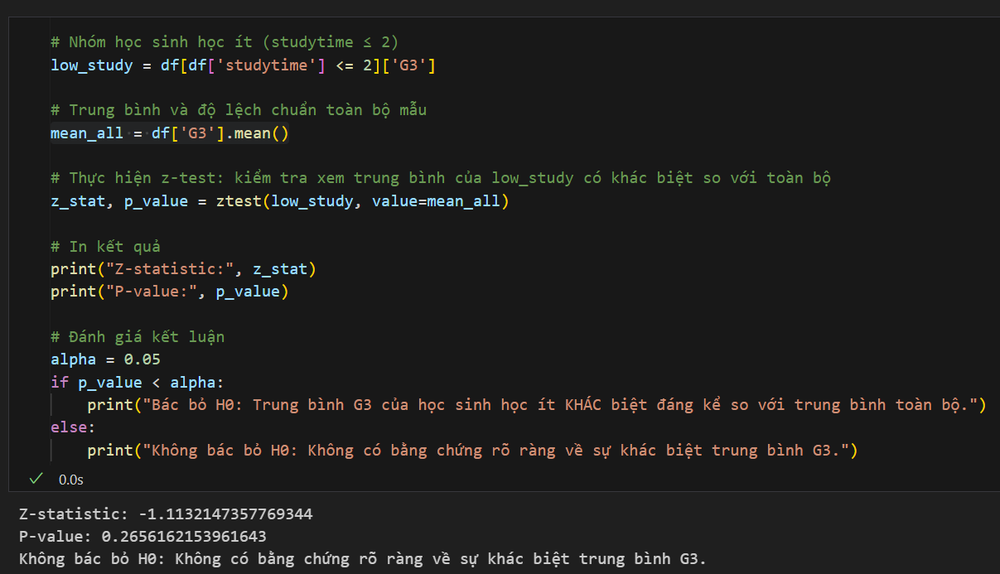 # Nhóm học sinh học ít (studytime ≤ 2)
low_study = df[df['studytime'] <= 2]['G3']
# Trung bình và độ lệch chuẩn toàn bộ mẫu
mean_all = df['G3'].mean()
# Thực hiện z-test: kiểm tra xem trung bình của low_study có khác biệt so với toàn bộ
z_stat, p_value = ztest(low_study, value=mean_all)
# In kết quả
print("Z-statistic:", z_stat)
print("P-value:", p_value)
# Đánh giá kết luận
alpha = 0.05
if p_value < alpha:
    print("Bác bỏ H0: Trung bình G3 của học sinh học ít KHÁC biệt đáng kể so với trung bình toàn bộ.")
else:
    print("Không bác bỏ H0: Không có bằng chứng rõ ràng về sự khác biệt trung bình G3.")
✓ 0.0s
Z-statistic: -1.1132147357769344
P-value: 0.2656162153961643
Không bác bỏ H0: Không có bằng chứng rõ ràng về sự khác biệt trung bình G3.